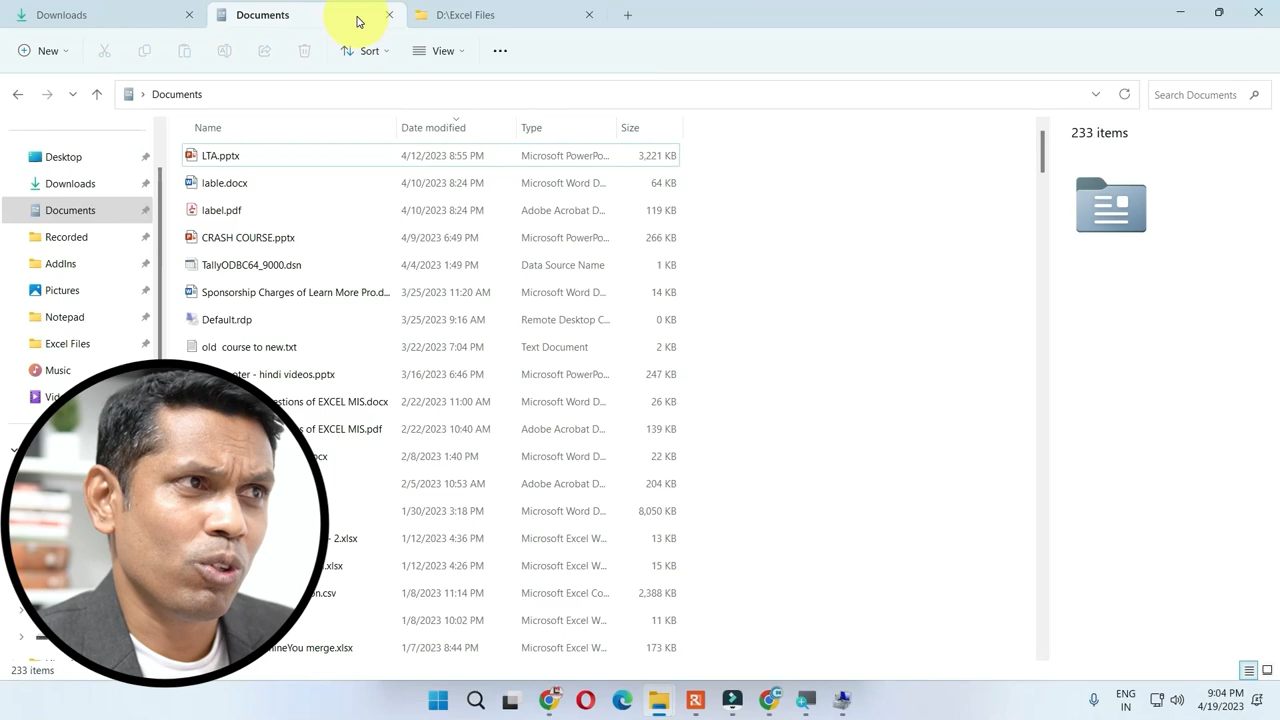 Downloads
Documents
D:\Excel Files
New
Sort
View
Documents
Search Documents
Name Date modified Type Size
233 items
Desktop
Downloads
Documents
Recorded
AddIns
Pictures
Notepad
Excel Files
Music
LTA.pptx 4/12/2023 8:55 PM Microsoft PowerPo... 3,221 KB
lable.docx 4/10/2023 8:24 PM Microsoft Word D... 64 KB
label.pdf 4/10/2023 8:24 PM Adobe Acrobat D... 119 KB
CRASH COURSE.pptx 4/9/2023 6:49 PM Microsoft PowerPo... 266 KB
TallyODBC64_9000.dsn 4/4/2023 1:49 PM Data Source Name 1 KB
Sponsorship Charges of Learn More Pro.d... 3/25/2023 11:20 AM Microsoft Word D... 14 KB
Default.rdp 3/25/2023 9:16 AM Remote Desktop C... 0 KB
old course to new.txt 3/22/2023 7:04 PM Text Document 2 KB
- hindi videos.pptx 3/16/2023 6:46 PM Microsoft PowerPo... 247 KB
of EXCEL MIS.docx 2/22/2023 11:00 AM Microsoft Word D... 26 KB
of EXCEL MIS.pdf 2/22/2023 10:40 AM Adobe Acrobat D... 139 KB
2/8/2023 1:40 PM Microsoft Word D... 22 KB
2/5/2023 10:53 AM Adobe Acrobat D... 204 KB
1/30/2023 3:18 PM Microsoft Word D... 8,050 KB
- 2.xlsx 1/12/2023 4:36 PM Microsoft Excel W... 13 KB
.xlsx 1/12/2023 4:26 PM Microsoft Excel W... 15 KB
.csv 1/8/2023 11:14 PM Microsoft Excel Co... 2,388 KB
1/8/2023 10:02 PM Microsoft Excel W... 11 KB
merge.xlsx 1/7/2023 8:44 PM Microsoft Excel W... 173 KB
233 items
ENG
IN
9:04 PM
4/19/2023